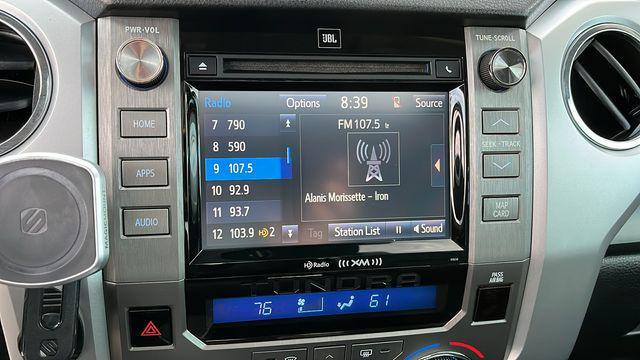 PWR•VOL
JBL
TUNE•SCROLL
Radio
Options
8:39
Source
HOME
APPS
AUDIO
7 790
8 590
9 107.5
10 92.9
11 93.7
12 103.9 HD 2
FM 107.5
Alanis Morissette – Iron
Tag
Station List
Sound
SEEK • TRACK
MAP
CARD
HD Radio
((( XM )))
TUNDRA
76
61
PASS
AIRBAG